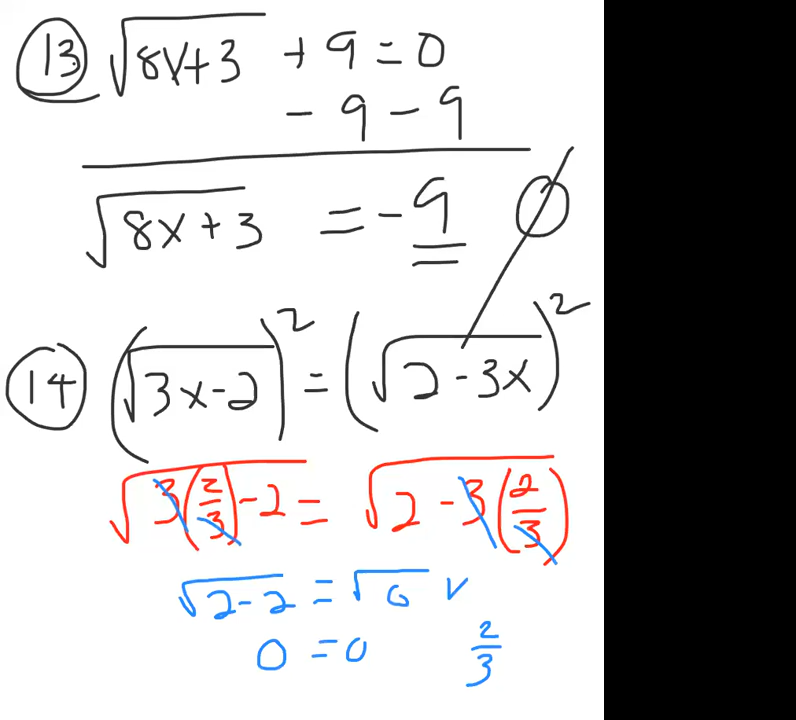 13 √(8x+3) + 9 = 0
- 9 - 9
√(8x+3) = -9 Ø
14 (√(3x-2))² = (√(2-3x))²
√(3(2/3)-2) = √(2-3(2/3))
√(2-2) = √0 ✓
0 = 0 2/3